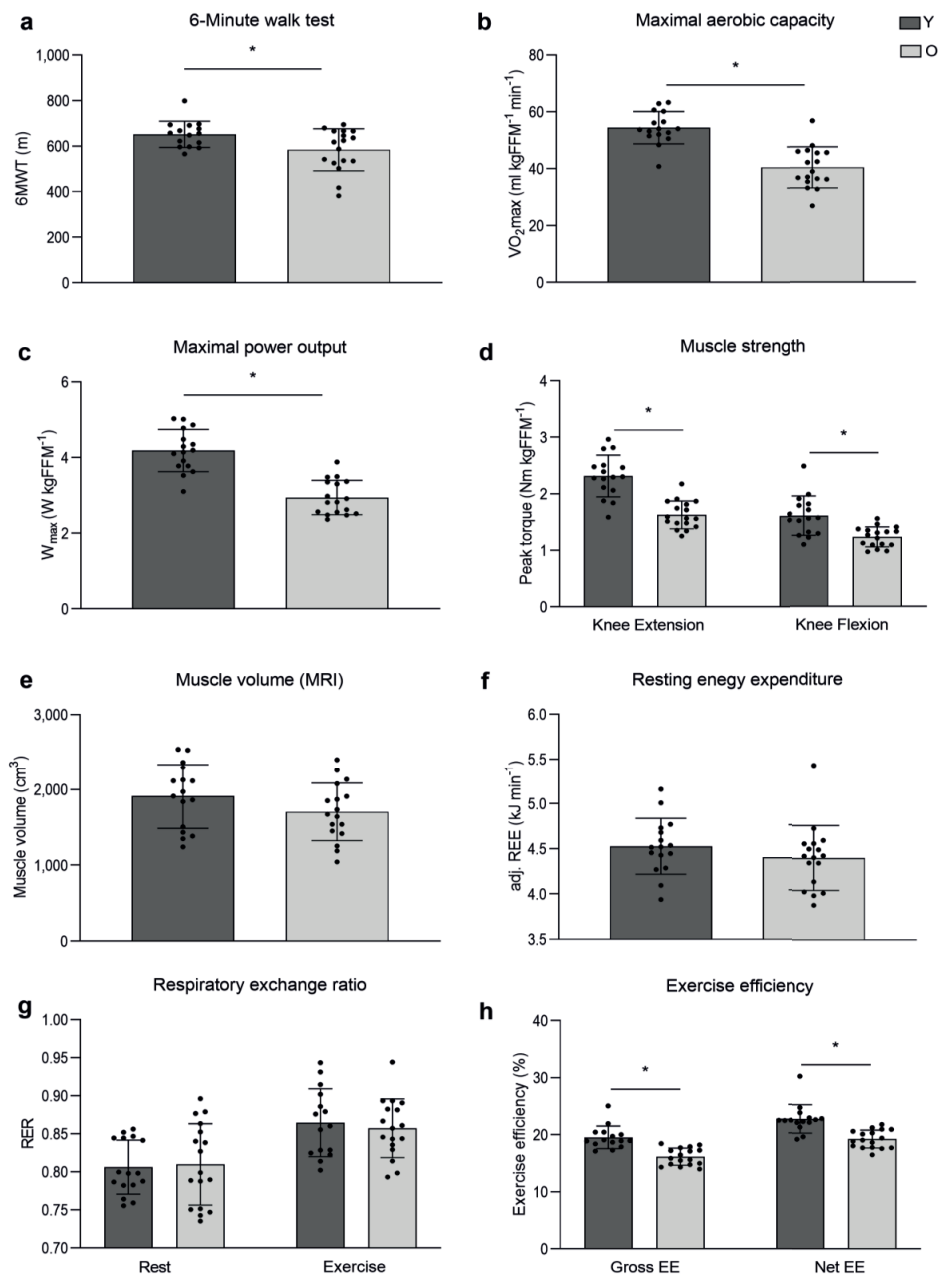 a 6-Minute walk test
1,000
800
600
400
200
0
6MWT (m)
*
b Maximal aerobic capacity
80
60
40
20
0
VO₂max (ml kgFFM⁻¹ min⁻¹)
*
Y
O
c Maximal power output
6
4
2
0
Wmax (W kgFFM⁻¹)
*
d Muscle strength
4
3
2
1
0
Peak torque (Nm kgFFM⁻¹)
*
*
Knee Extension Knee Flexion
e Muscle volume (MRI)
3,000
2,000
1,000
0
Muscle volume (cm³)
f Resting enegy expenditure
6.0
5.5
5.0
4.5
4.0
3.5
adj. REE (kJ min⁻¹)
g Respiratory exchange ratio
1.00
0.95
0.90
0.85
0.80
0.75
0.70
RER
Rest Exercise
h Exercise efficiency
40
30
20
10
0
Exercise efficiency (%)
*
*
Gross EE Net EE